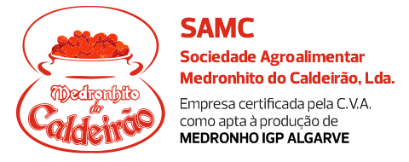 Medronhito
do
Caldeirão
SAMC
Sociedade Agroalimentar
Medronhito do Caldeirão, Lda.
Empresa certificada pela C.V.A.
como apta à produção de
MEDRONHO IGP ALGARVE